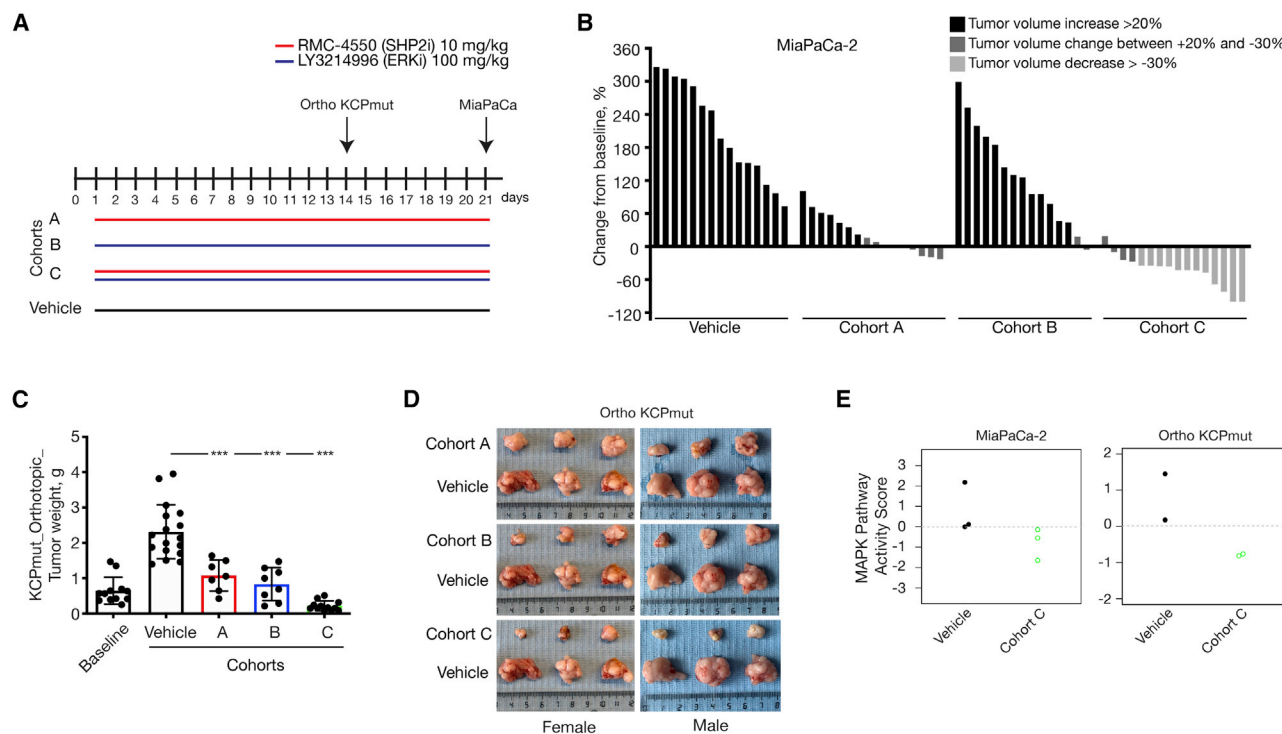 A
RMC-4550 (SHP2i) 10 mg/kg
LY3214996 (ERKi) 100 mg/kg
Ortho KCPmut
MiaPaCa
0 1 2 3 4 5 6 7 8 9 10 11 12 13 14 15 16 17 18 19 20 21 days
Cohorts
A
B
C
Vehicle
B
MiaPaCa-2
Tumor volume increase >20%
Tumor volume change between +20% and -30%
Tumor volume decrease > -30%
Change from baseline, %
360
300
240
180
120
60
0
-60
-120
Vehicle Cohort A Cohort B Cohort C
C
KCPmut_Orthotopic_
Tumor weight, g
5
4
3
2
1
0
*** *** ***
Baseline Vehicle A B C
Cohorts
D
Ortho KCPmut
Cohort A
Vehicle
Cohort B
Vehicle
Cohort C
Vehicle
Female Male
E
MiaPaCa-2
MAPK Pathway
Activity Score
3
2
1
0
-1
-2
-3
Vehicle Cohort C
Ortho KCPmut
2
1
0
-1
-2
Vehicle Cohort C